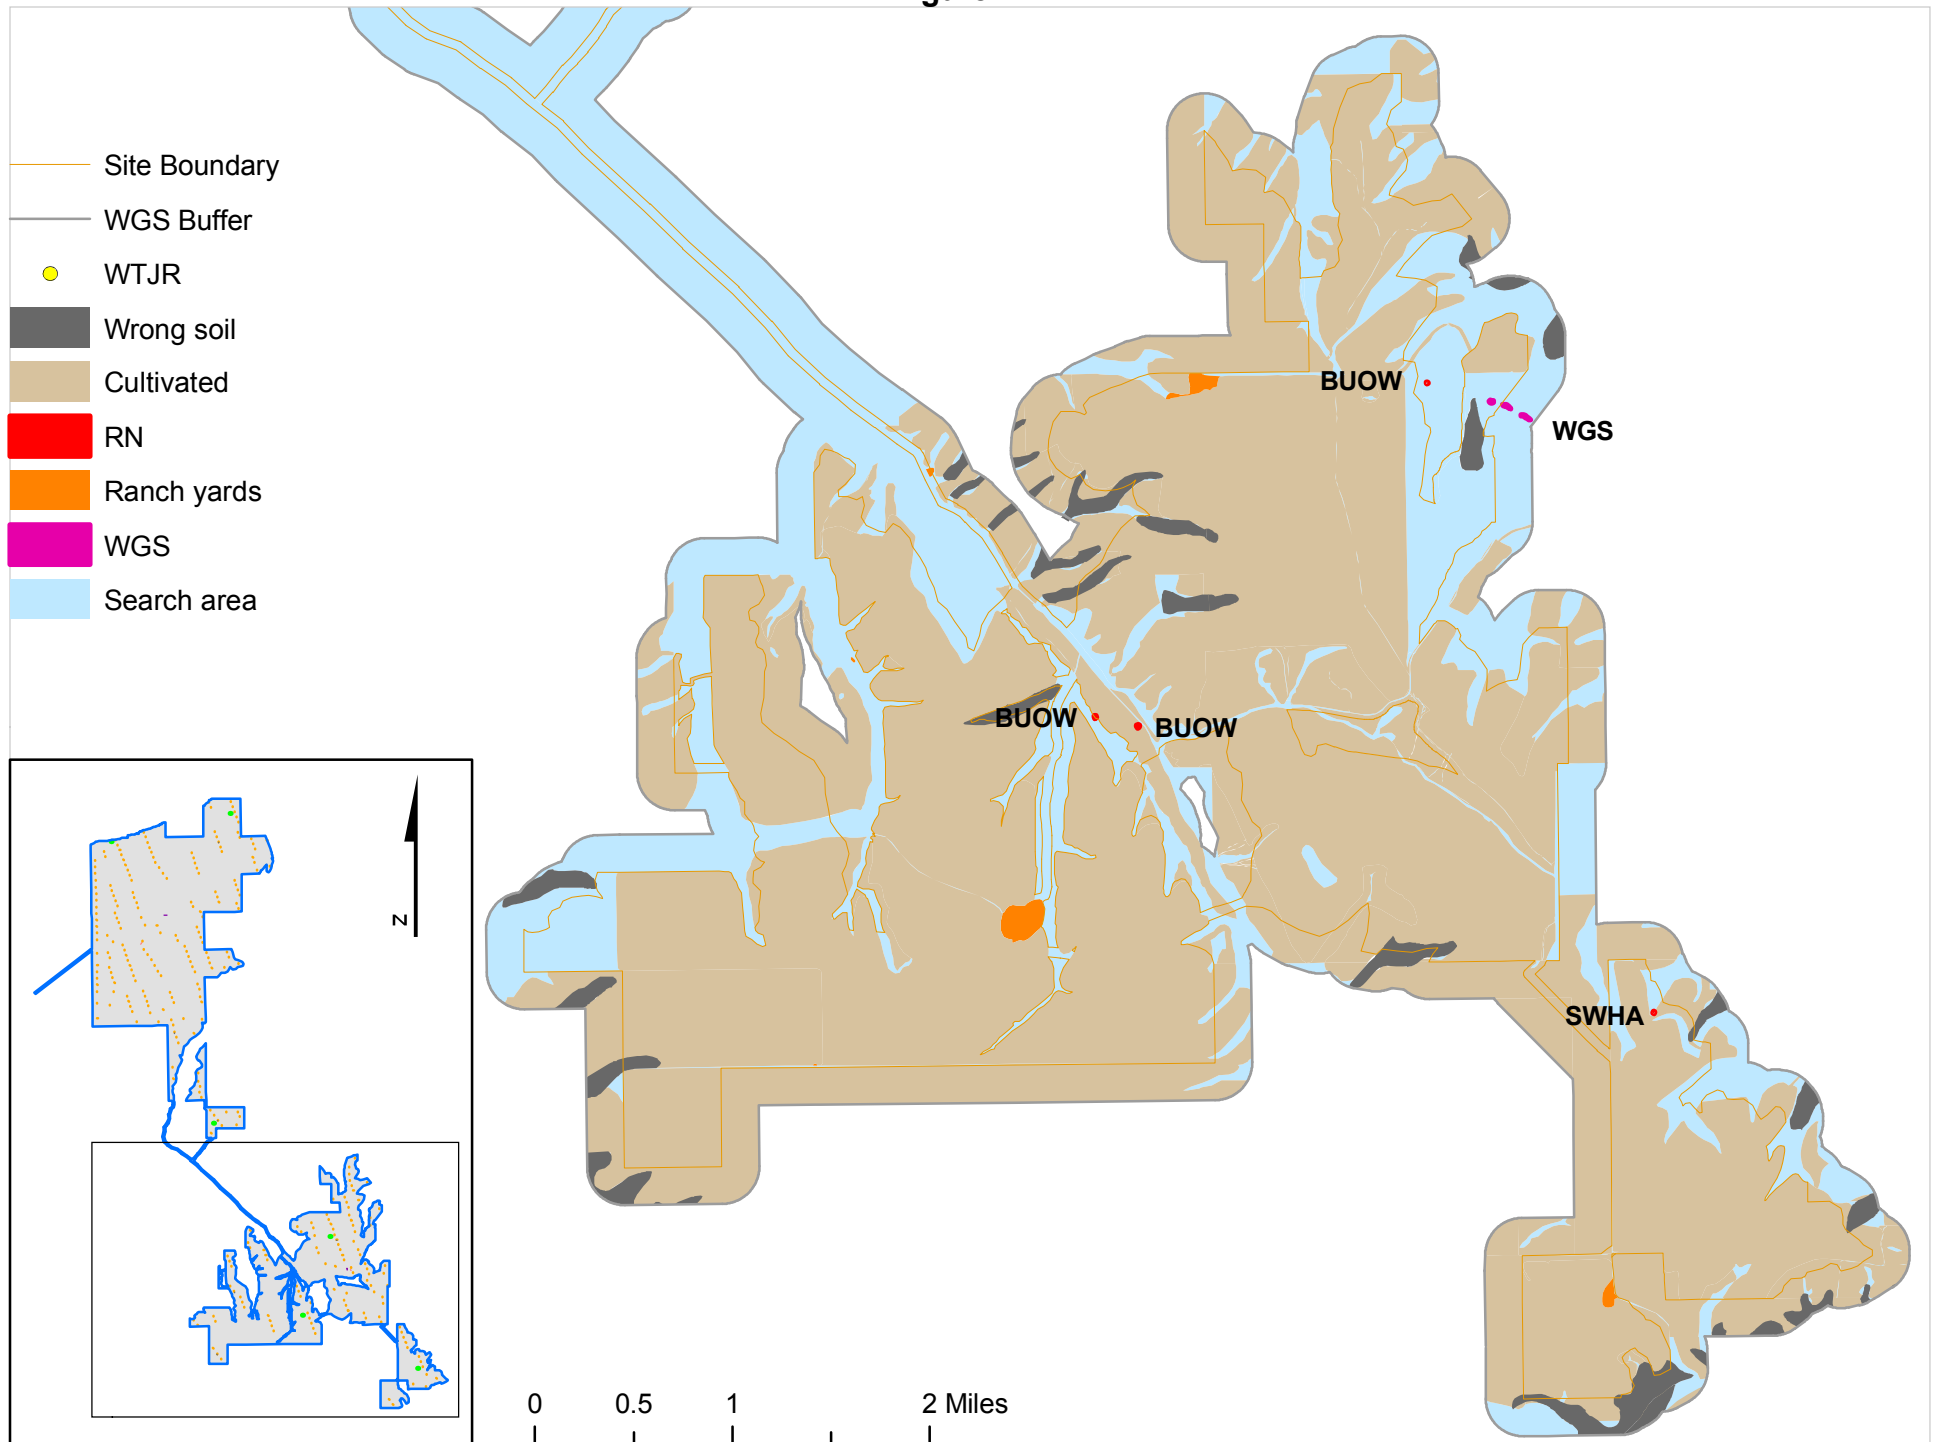 Site Boundary
WGS Buffer
WTJR
Wrong soil
Cultivated
RN
Ranch yards
WGS
Search area
BUOW
WGS
BUOW
BUOW
SWHA
N
0 0.5 1 2 Miles